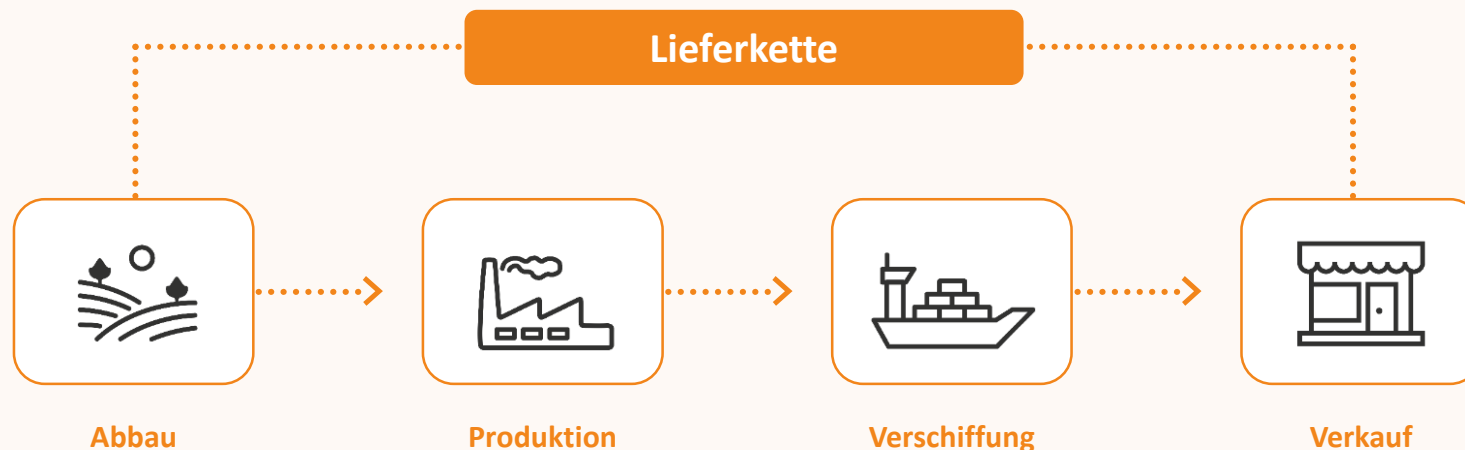 Lieferkette
Abbau
Produktion
Verschiffung
Verkauf